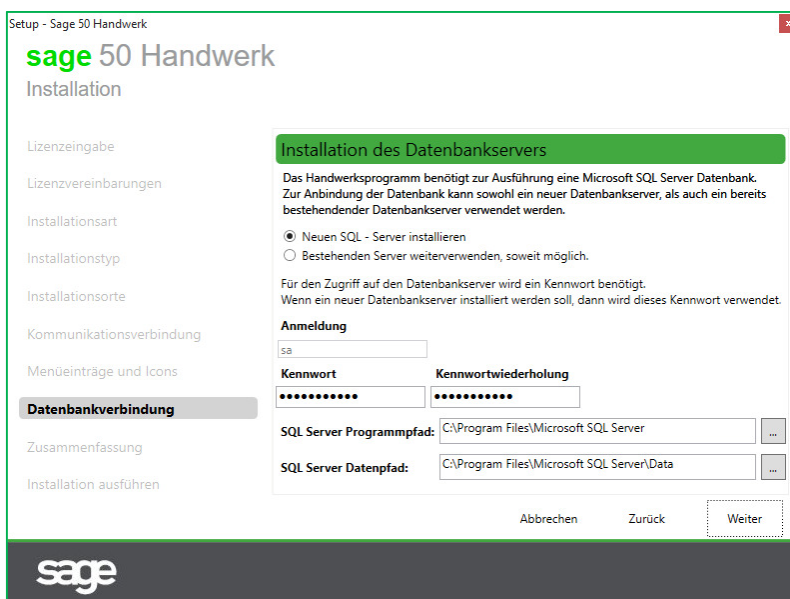 Setup - Sage 50 Handwerk
sage 50 Handwerk
Installation
Lizenzeingabe
Lizenzvereinbarungen
Installationsart
Installationstyp
Installationsorte
Kommunikationsverbindung
Menüeinträge und Icons
Datenbankverbindung
Zusammenfassung
Installation ausführen
Installation des Datenbankservers
Das Handwerksprogramm benötigt zur Ausführung eine Microsoft SQL Server Datenbank.
Zur Anbindung der Datenbank kann sowohl ein neuer Datenbankserver, als auch ein bereits
bestehendender Datenbankserver verwendet werden.
Neuen SQL - Server installieren
Bestehenden Server weiterverwenden, soweit möglich.
Für den Zugriff auf den Datenbankserver wird ein Kennwort benötigt.
Wenn ein neuer Datenbankserver installiert werden soll, dann wird dieses Kennwort verwendet.
Anmeldung
sa
Kennwort Kennwortwiederholung
●●●●●●●●●●● ●●●●●●●●●●●
SQL Server Programmpfad: C:\Program Files\Microsoft SQL Server ...
SQL Server Datenpfad: C:\Program Files\Microsoft SQL Server\Data ...
Abbrechen Zurück Weiter
sage